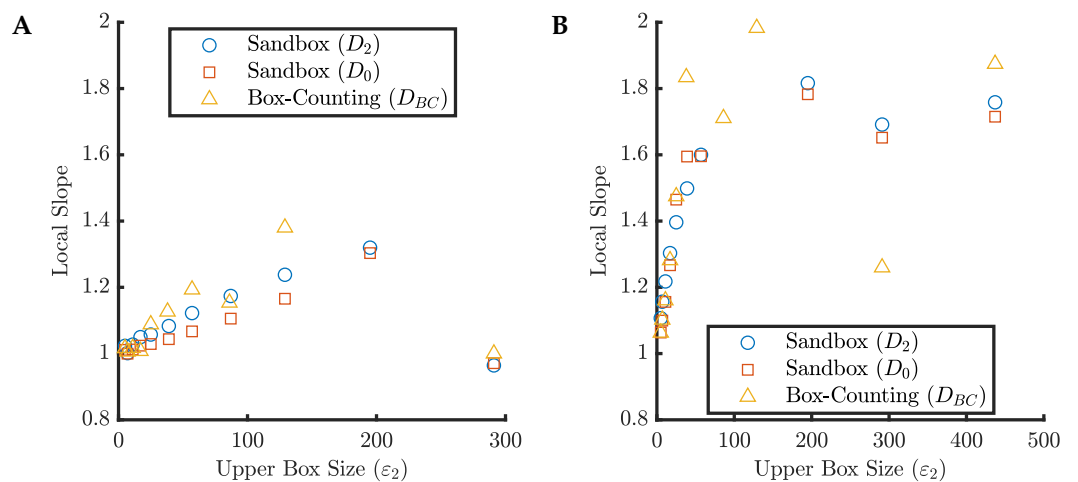 A
Local Slope
2
1.8
1.6
1.4
1.2
1
0.8
Sandbox (D₂)
Sandbox (D₀)
Box-Counting (D_BC)
0 100 200 300
Upper Box Size (ε₂)
B
Local Slope
2
1.8
1.6
1.4
1.2
1
0.8
Sandbox (D₂)
Sandbox (D₀)
Box-Counting (D_BC)
0 100 200 300 400 500
Upper Box Size (ε₂)